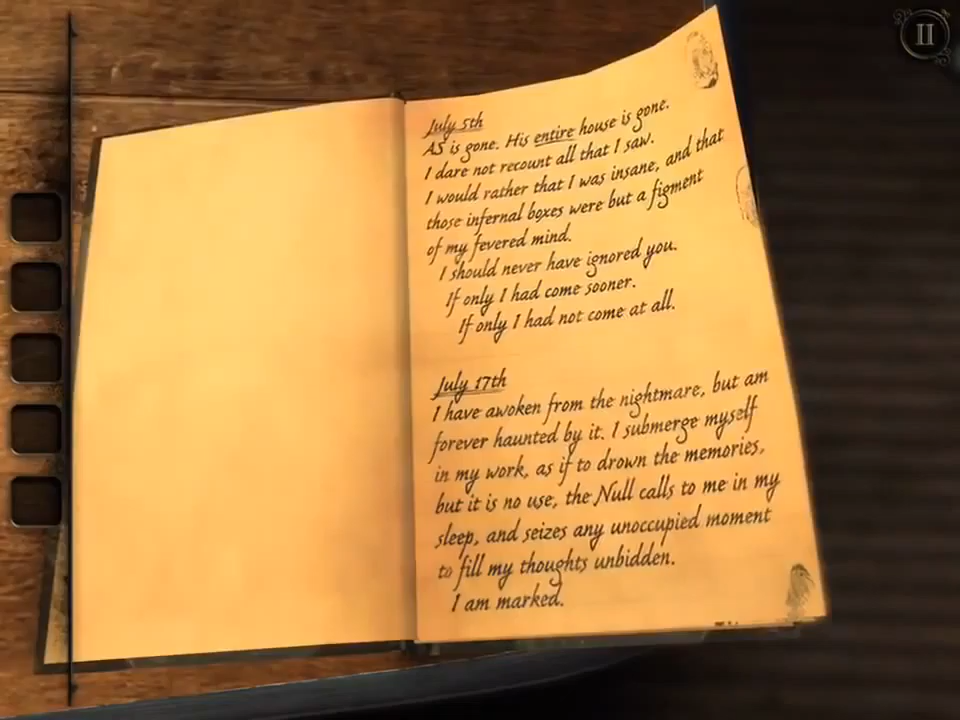 II
July 5th
AS is gone. His entire house is gone.
I dare not recount all that I saw.
I would rather that I was insane, and that
those infernal boxes were but a figment
of my fevered mind.
I should never have ignored you.
If only I had come sooner.
If only I had not come at all.
July 17th
I have awoken from the nightmare, but am
forever haunted by it. I submerge myself
in my work, as if to drown the memories,
but it is no use, the Null calls to me in my
sleep, and seizes any unoccupied moment
to fill my thoughts unbidden.
I am marked.